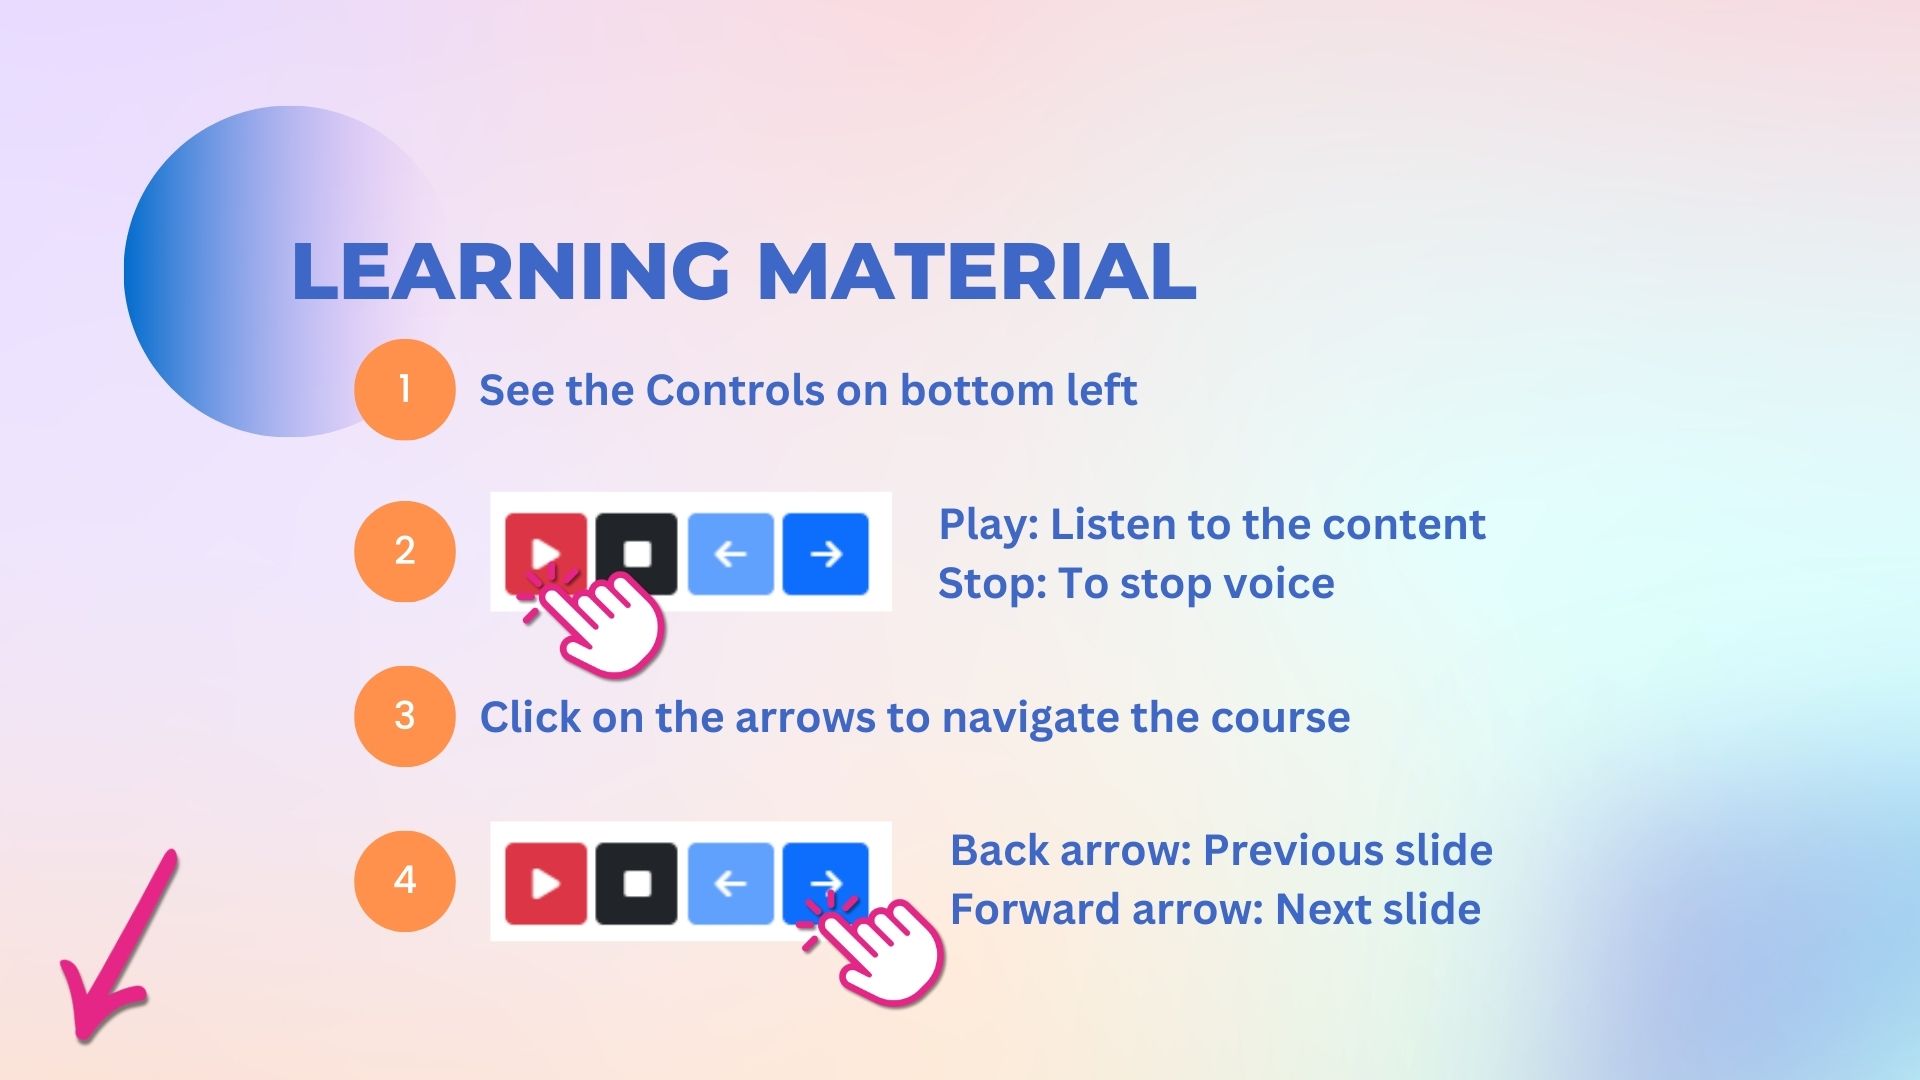 LEARNING MATERIAL
1 See the Controls on bottom left
2
Play: Listen to the content
Stop: To stop voice
3 Click on the arrows to navigate the course
4
Back arrow: Previous slide
Forward arrow: Next slide